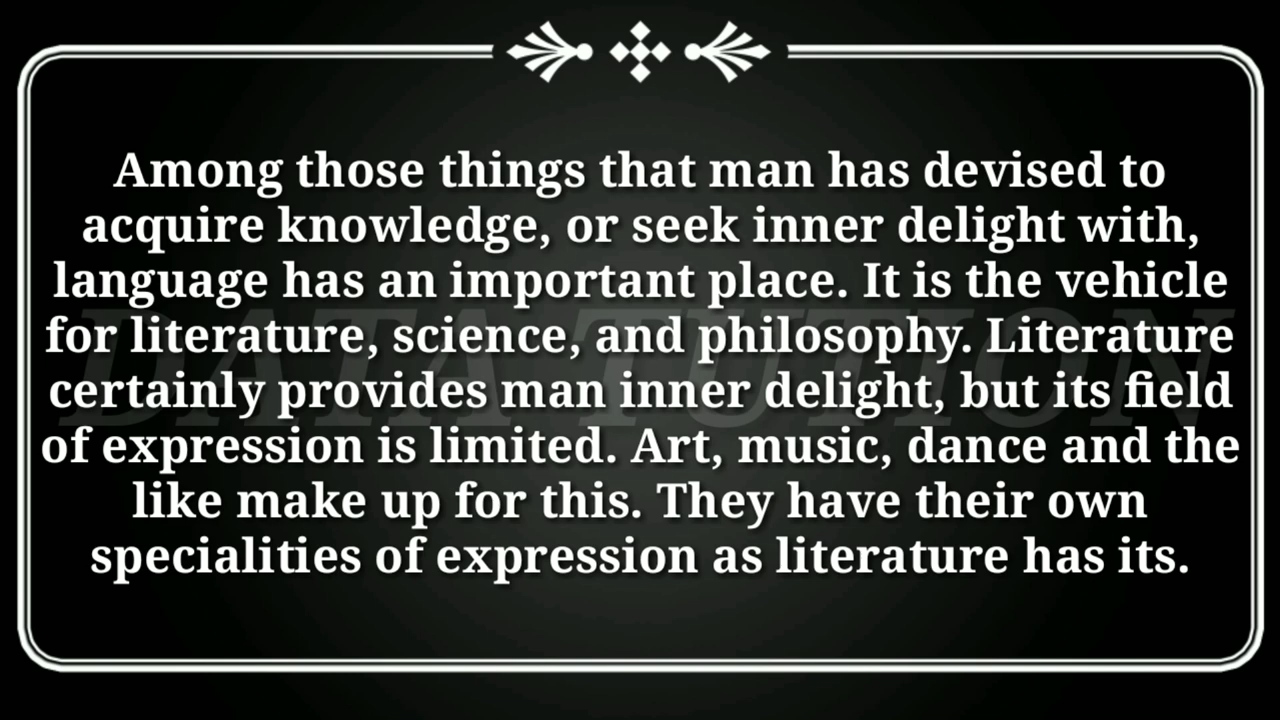 Among those things that man has devised to
acquire knowledge, or seek inner delight with,
language has an important place. It is the vehicle
for literature, science, and philosophy. Literature
certainly provides man inner delight, but its field
of expression is limited. Art, music, dance and the
like make up for this. They have their own
specialities of expression as literature has its.
DATA TUTION